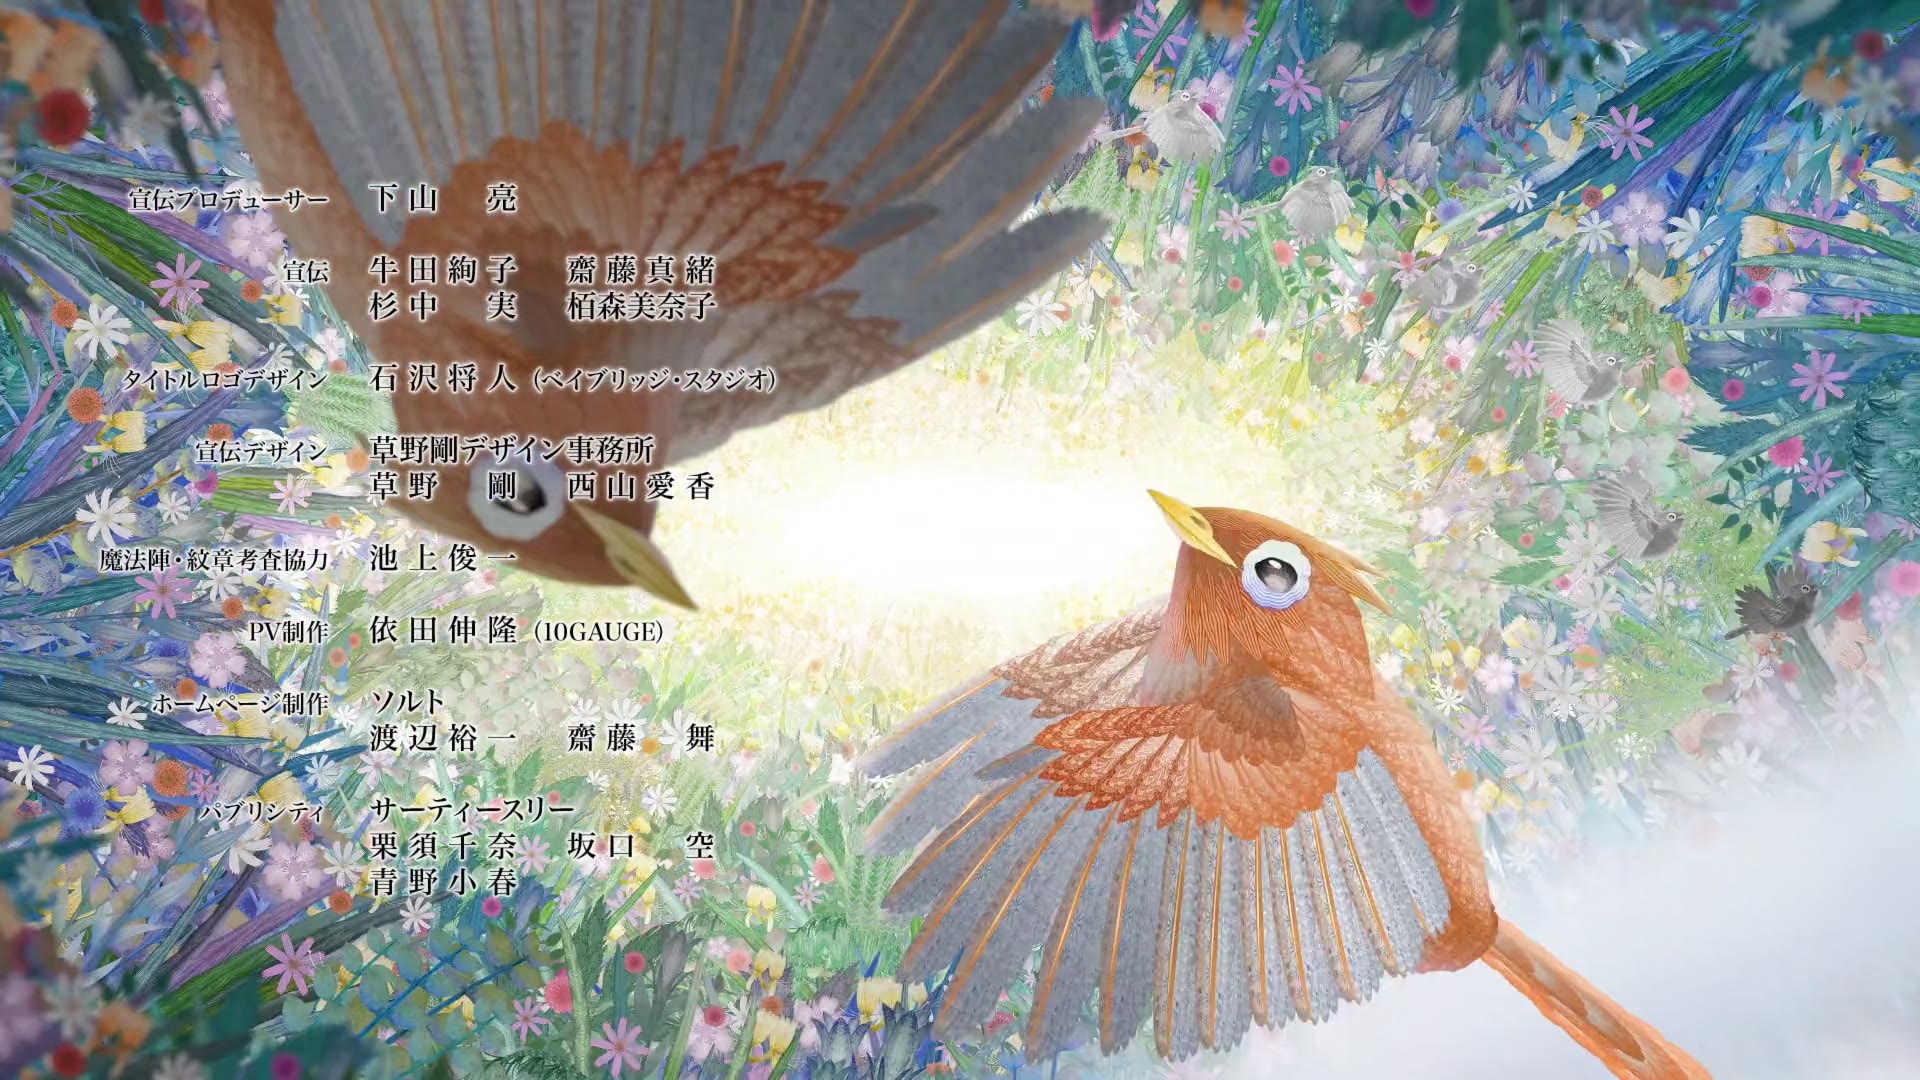 宣伝プロデューサー 下山 亮
宣伝 牛田絢子 齋藤真緒
杉中 実 栢森美奈子
タイトルロゴデザイン 石沢将人（ベイブリッジ・スタジオ）
宣伝デザイン 草野剛デザイン事務所
草野 剛 西山愛香
魔法陣・紋章考査協力 池上俊一
PV制作 依田伸隆（10GAUGE）
ホームページ制作 ソルト
渡辺裕一 齋藤 舞
パブリシティ サーティースリー
栗須千奈 坂口 空
青野小春